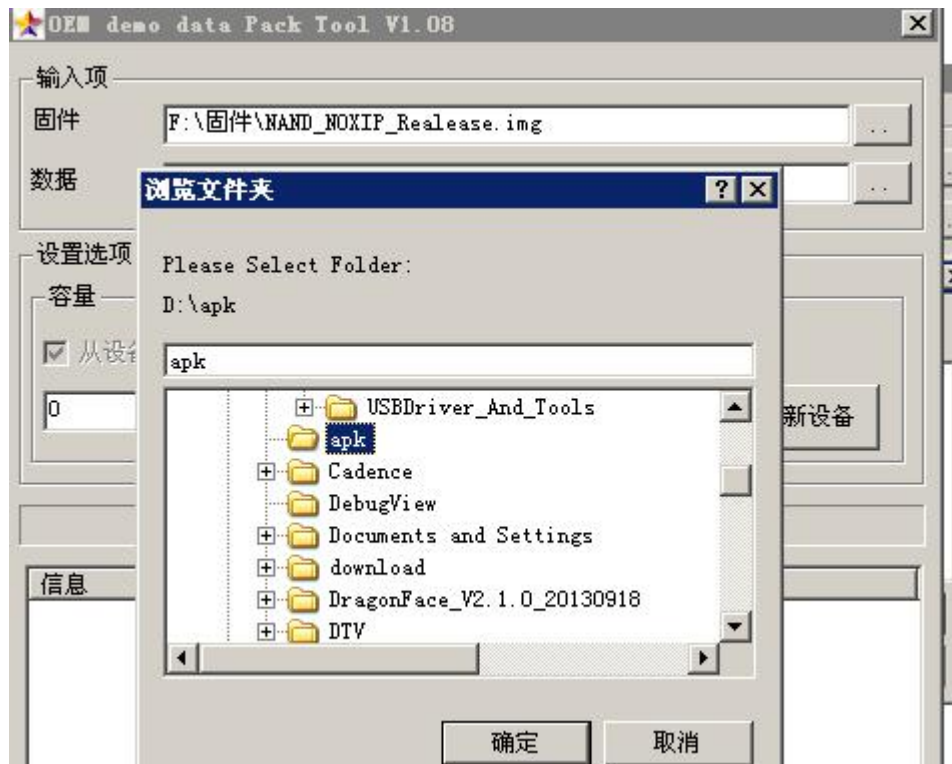 OEM demo data Pack Tool V1.08
输入项
固件
F:\固件\NAND_NOXIP_Realease.img
..
数据
..
浏览文件夹
设置选项
Please Select Folder:
容量
D:\apk
从设
apk
0
USBDriver_And_Tools
新设备
apk
Cadence
DebugView
Documents and Settings
download
信息
DragonFace_V2.1.0_20130918
DTV
确定
取消